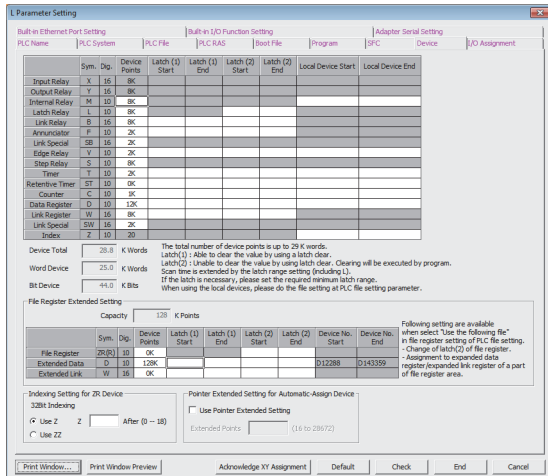 L Parameter Setting
Built-in Ethernet Port Setting Built-in I/O Function Setting Adapter Serial Setting
PLC Name PLC System PLC File PLC RAS Boot File Program SFC Device I/O Assignment
Sym. Dig. Device Points Latch (1) Start Latch (1) End Latch (2) Start Latch (2) End Local Device Start Local Device End
Input Relay X 16 8K
Output Relay Y 16 8K
Internal Relay M 10 8K
Latch Relay L 10 8K
Link Relay B 16 8K
Annunciator F 10 2K
Link Special SB 16 2K
Edge Relay V 10 2K
Step Relay S 10 8K
Timer T 10 2K
Retentive Timer ST 10 0K
Counter C 10 1K
Data Register D 10 12K
Link Register W 16 8K
Link Special SW 16 2K
Index Z 10 20
Device Total 28.8 K Words
Word Device 25.0 K Words
Bit Device 44.0 K Bits
The total number of device points is up to 29 K words.
Latch(1) : Able to clear the value by using a latch clear.
Latch(2) : Unable to clear the value by using a latch clear. Clearing will be executed by program.
Scan time is extended by the latch range setting (including L).
If the latch is necessary, please set the required minimum latch range.
When using the local devices, please do the file setting at PLC file setting parameter.
File Register Extended Setting
Capacity 128 K Points
Sym. Dig. Device Points Latch (1) Start Latch (1) End Latch (2) Start Latch (2) End Device No. Start Device No. End
File Register ZR(R) 10 0K
Extended Data D 10 128K D12288 D143359
Extended Link W 16 0K
Following setting are available
when select "Use the following file"
in file register setting of PLC file setting.
- Change of latch(2) of file register.
- Assignment to expanded data
register/expanded link register of a part
of file register area.
Indexing Setting for ZR Device
32Bit Indexing
Use Z Z After (0 -- 18)
Use ZZ
Pointer Extended Setting for Automatic-Assign Device
Use Pointer Extended Setting
Extended Points (16 to 28672)
Print Window... Print Window Preview Acknowledge XY Assignment Default Check End Cancel